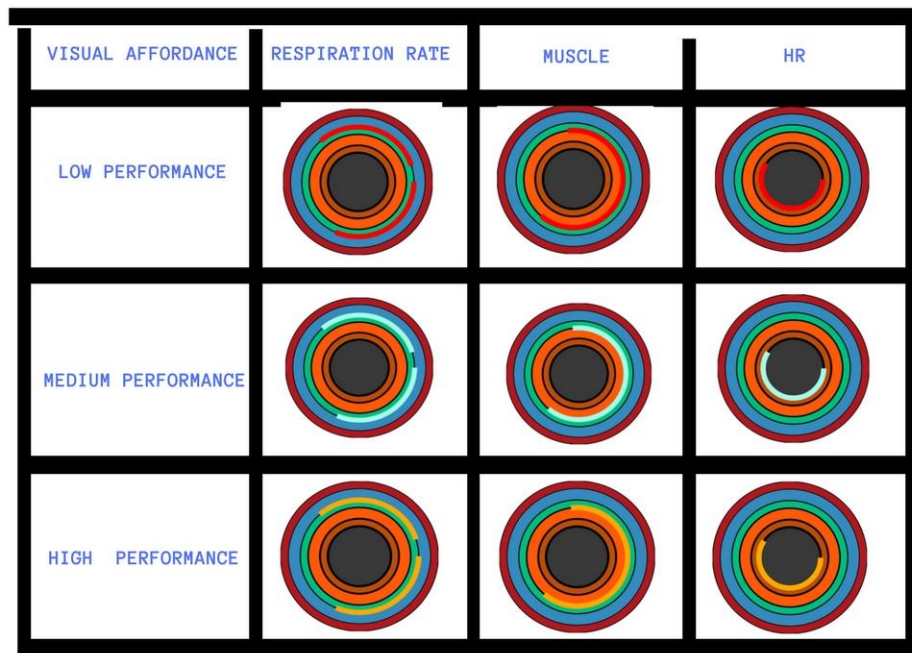 VISUAL AFFORDANCE
RESPIRATION RATE
MUSCLE
HR
LOW PERFORMANCE
MEDIUM PERFORMANCE
HIGH PERFORMANCE